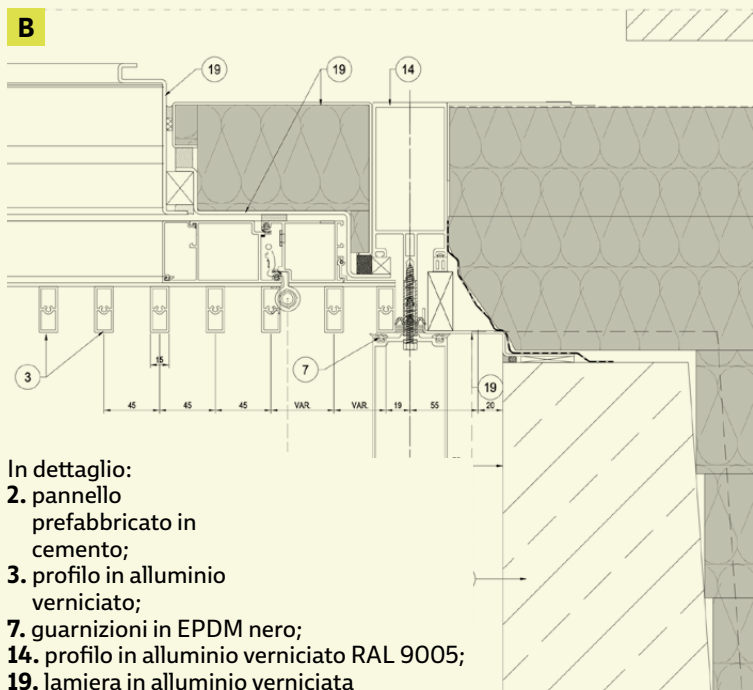 B
19
19
14
3
15
7
19
45
45
45
VAR.
VAR.
19
55
20
In dettaglio:
2. pannello
prefabbricato in
cemento;
3. profilo in alluminio
verniciato;
7. guarnizioni in EPDM nero;
14. profilo in alluminio verniciato RAL 9005;
19. lamiera in alluminio verniciata